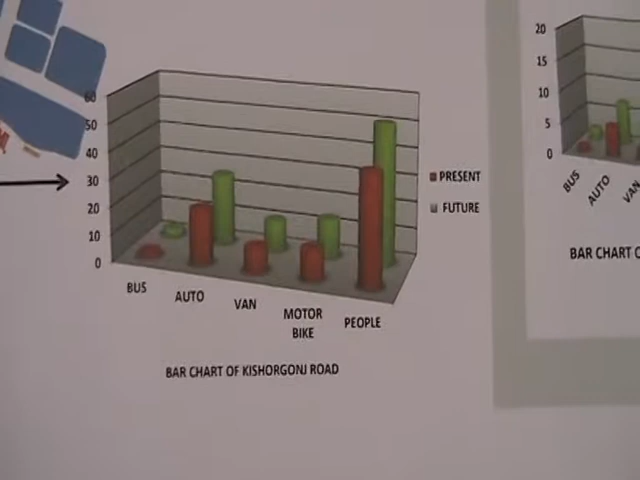 60
50
40
30
20
10
0
BUS
AUTO
VAN
MOTOR
BIKE
PEOPLE
PRESENT
FUTURE
BAR CHART OF KISHORGONJ ROAD
20
15
10
5
0
BUS
AUTO
VAN
BAR CHART